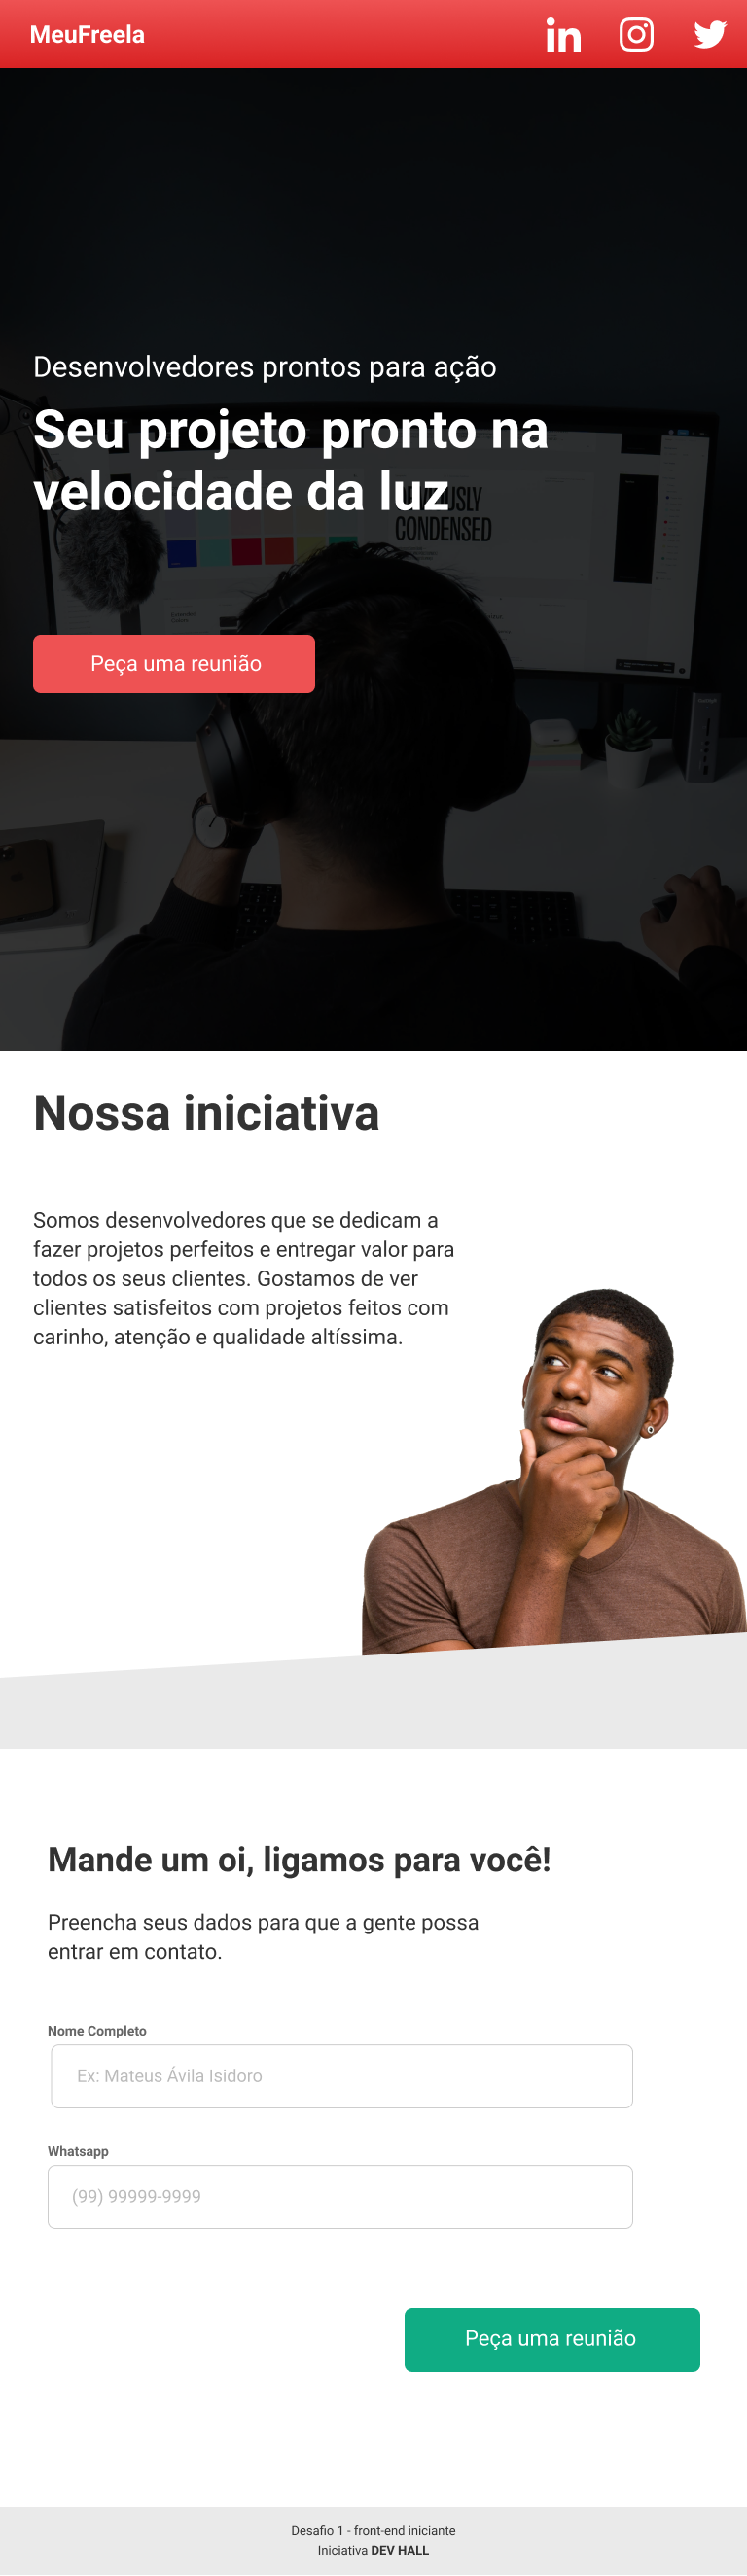 MeuFreela
Desenvolvedores prontos para ação
Seu projeto pronto na
velocidade da luz
CONDENSED
Peça uma reunião
Nossa iniciativa
Somos desenvolvedores que se dedicam a
fazer projetos perfeitos e entregar valor para
todos os seus clientes. Gostamos de ver
clientes satisfeitos com projetos feitos com
carinho, atenção e qualidade altíssima.
Mande um oi, ligamos para você!
Preencha seus dados para que a gente possa
entrar em contato.
Nome Completo
Ex: Mateus Ávila Isidoro
Whatsapp
(99) 99999-9999
Peça uma reunião
Desafio 1 - front-end iniciante
Iniciativa DEV HALL